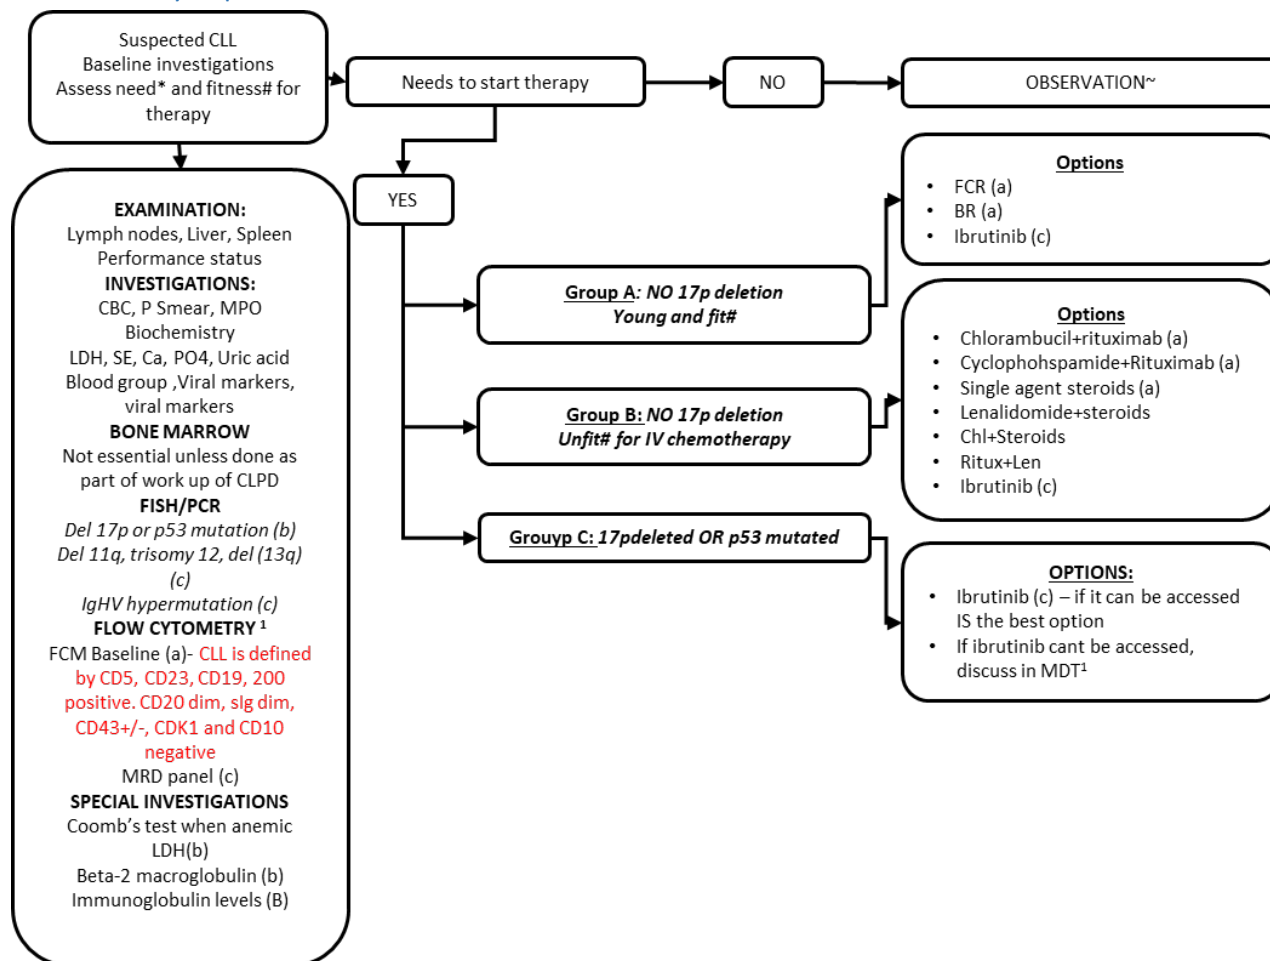 Suspected CLL
Baseline investigations
Assess need* and fitness# for
therapy
Needs to start therapy
NO
OBSERVATION~
YES
EXAMINATION:
Lymph nodes, Liver, Spleen
Performance status
INVESTIGATIONS:
CBC, P Smear, MPO
Biochemistry
LDH, SE, Ca, PO4, Uric acid
Blood group ,Viral markers,
viral markers
BONE MARROW
Not essential unless done as
part of work up of CLPD
FISH/PCR
Del 17p or p53 mutation (b)
Del 11q, trisomy 12, del (13q)
(c)
IgHV hypermutation (c)
FLOW CYTOMETRY 1
FCM Baseline (a)- CLL is defined
by CD5, CD23, CD19, 200
positive. CD20 dim, sIg dim,
CD43+/-, CDK1 and CD10
negative
MRD panel (c)
SPECIAL INVESTIGATIONS
Coomb's test when anemic
LDH(b)
Beta-2 macroglobulin (b)
Immunoglobulin levels (B)
Group A: NO 17p deletion
Young and fit#
Group B: NO 17p deletion
Unfit# for IV chemotherapy
Grouyp C: 17pdeleted OR p53 mutated
Options
• FCR (a)
• BR (a)
• Ibrutinib (c)
Options
• Chlorambucil+rituximab (a)
• Cyclophohspamide+Rituximab (a)
• Single agent steroids (a)
• Lenalidomide+steroids
• Chl+Steroids
• Ritux+Len
• Ibrutinib (c)
OPTIONS:
• Ibrutinib (c) – if it can be accessed
IS the best option
• If ibrutinib cant be accessed,
discuss in MDT1